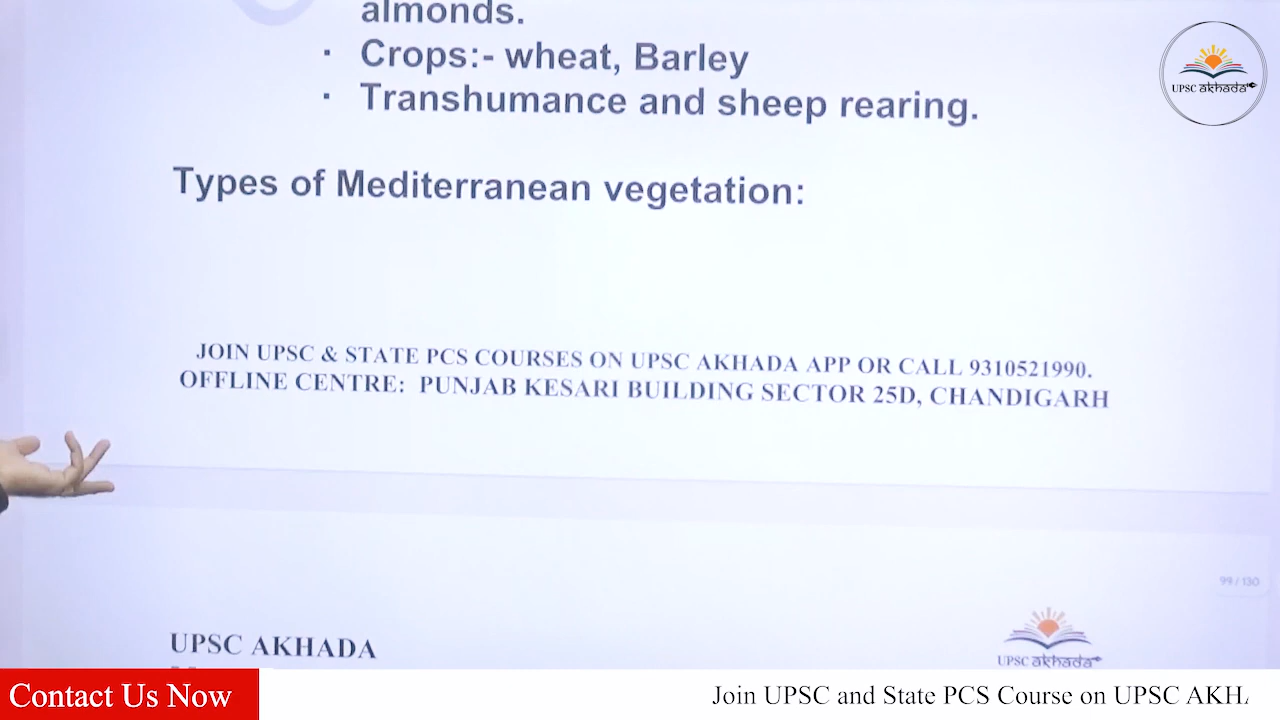 almonds.
· Crops:- wheat, Barley
· Transhumance and sheep rearing.
Types of Mediterranean vegetation:
JOIN UPSC & STATE PCS COURSES ON UPSC AKHADA APP OR CALL 9310521990.
OFFLINE CENTRE: PUNJAB KESARI BUILDING SECTOR 25D, CHANDIGARH
99 / 130
UPSC AKHADA
UPSC akhada
UPSC akhada
Contact Us Now
Join UPSC and State PCS Course on UPSC AKH